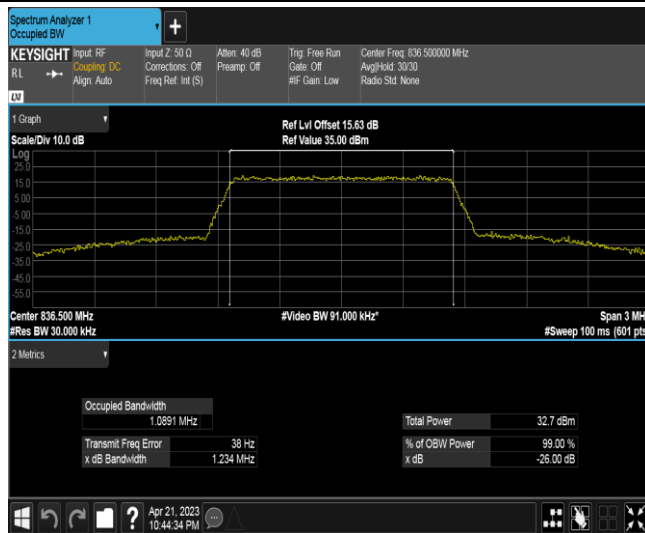 Spectrum Analyzer 1
Occupied BW
+
KEYSIGHT
RL
Input: RF
Coupling: DC
Align: Auto
Input Z: 50 Ω
Corrections: Off
Freq Ref: Int (S)
Atten: 40 dB
Preamp: Off
Trig: Free Run
Gate: Off
#IF Gain: Low
Center Freq: 836.500000 MHz
Avg|Hold: 30/30
Radio Std: None
1 Graph
Scale/Div 10.0 dB
Ref Lvl Offset 15.63 dB
Ref Value 35.00 dBm
Log
25.0
15.0
5.00
-5.00
-15.0
-25.0
-35.0
-45.0
-55.0
Center 836.500 MHz
#Video BW 91.000 kHz*
Span 3 MH
#Res BW 30.000 kHz
#Sweep 100 ms (601 pts
2 Metrics
Occupied Bandwidth
1.0891 MHz
Total Power 32.7 dBm
Transmit Freq Error 38 Hz
% of OBW Power 99.00 %
x dB Bandwidth 1.234 MHz
x dB -26.00 dB
?
Apr 21, 2023
10:44:34 PM